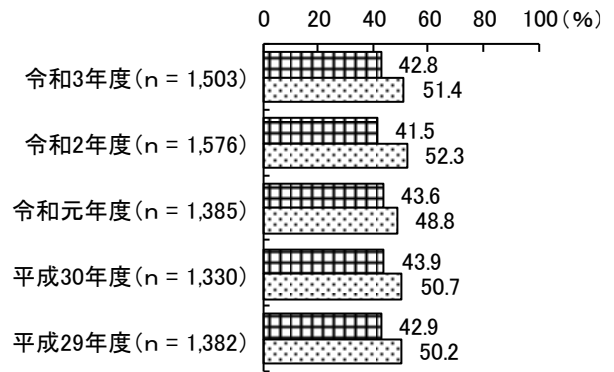 0 20 40 60 80 100(%)
令和3年度(n = 1,503) 42.8
51.4
令和2年度(n = 1,576) 41.5
52.3
令和元年度(n = 1,385) 43.6
48.8
平成30年度(n = 1,330) 43.9
50.7
平成29年度(n = 1,382) 42.9
50.2